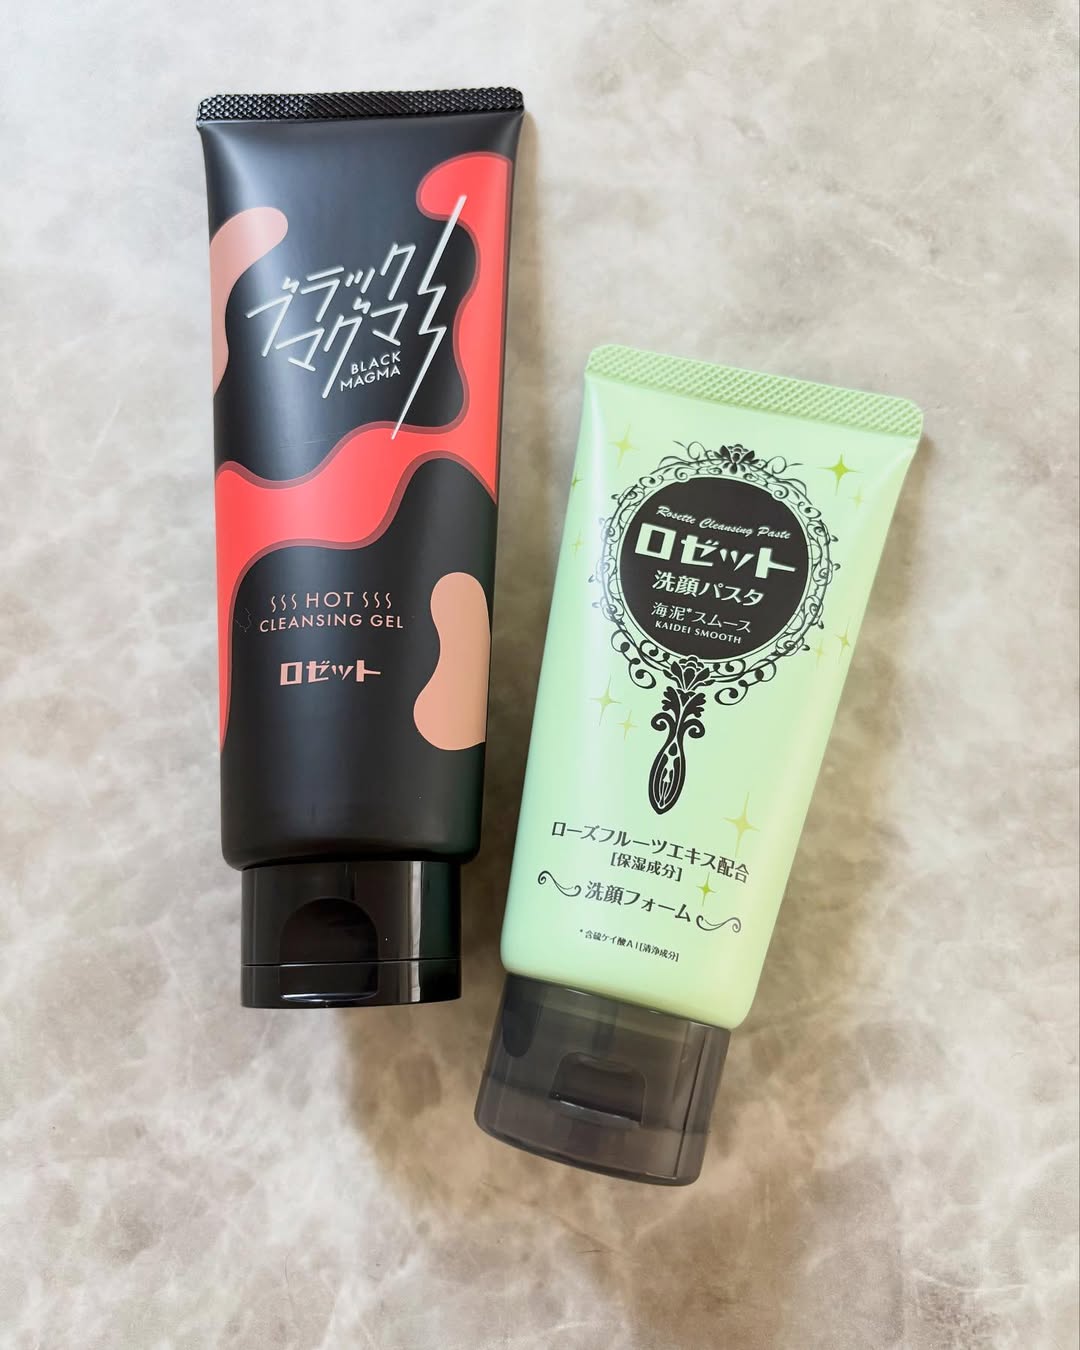 ブラック
マグマ
BLACK
MAGMA
HOT
CLEANSING GEL
ロゼット
Rosette Cleansing Paste
ロゼット
洗顔パスタ
海泥*スムース
KAIDEI SMOOTH
ローズフルーツエキス配合
[保湿成分]
洗顔フォーム
*含硫ケイ酸Al[清浄成分]